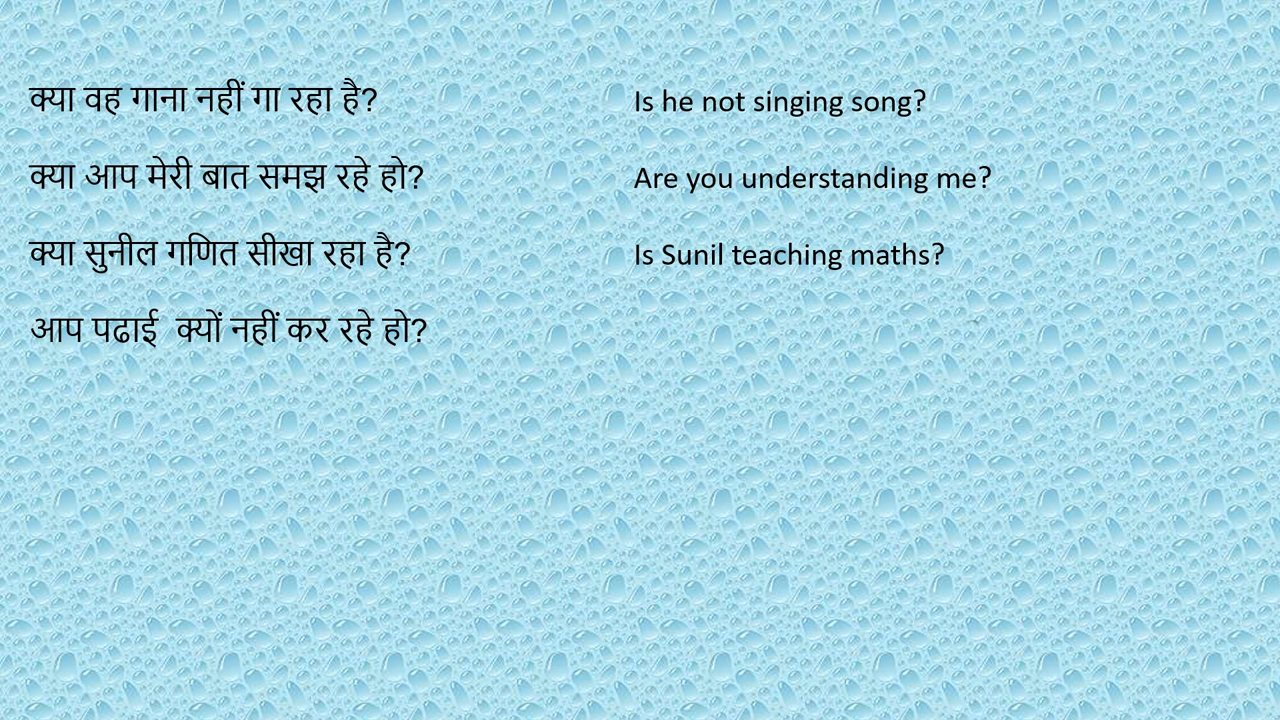 क्या वह गाना नहीं गा रहा है? Is he not singing song?
क्या आप मेरी बात समझ रहे हो? Are you understanding me?
क्या सुनील गणित सीखा रहा है? Is Sunil teaching maths?
आप पढाई क्यों नहीं कर रहे हो?